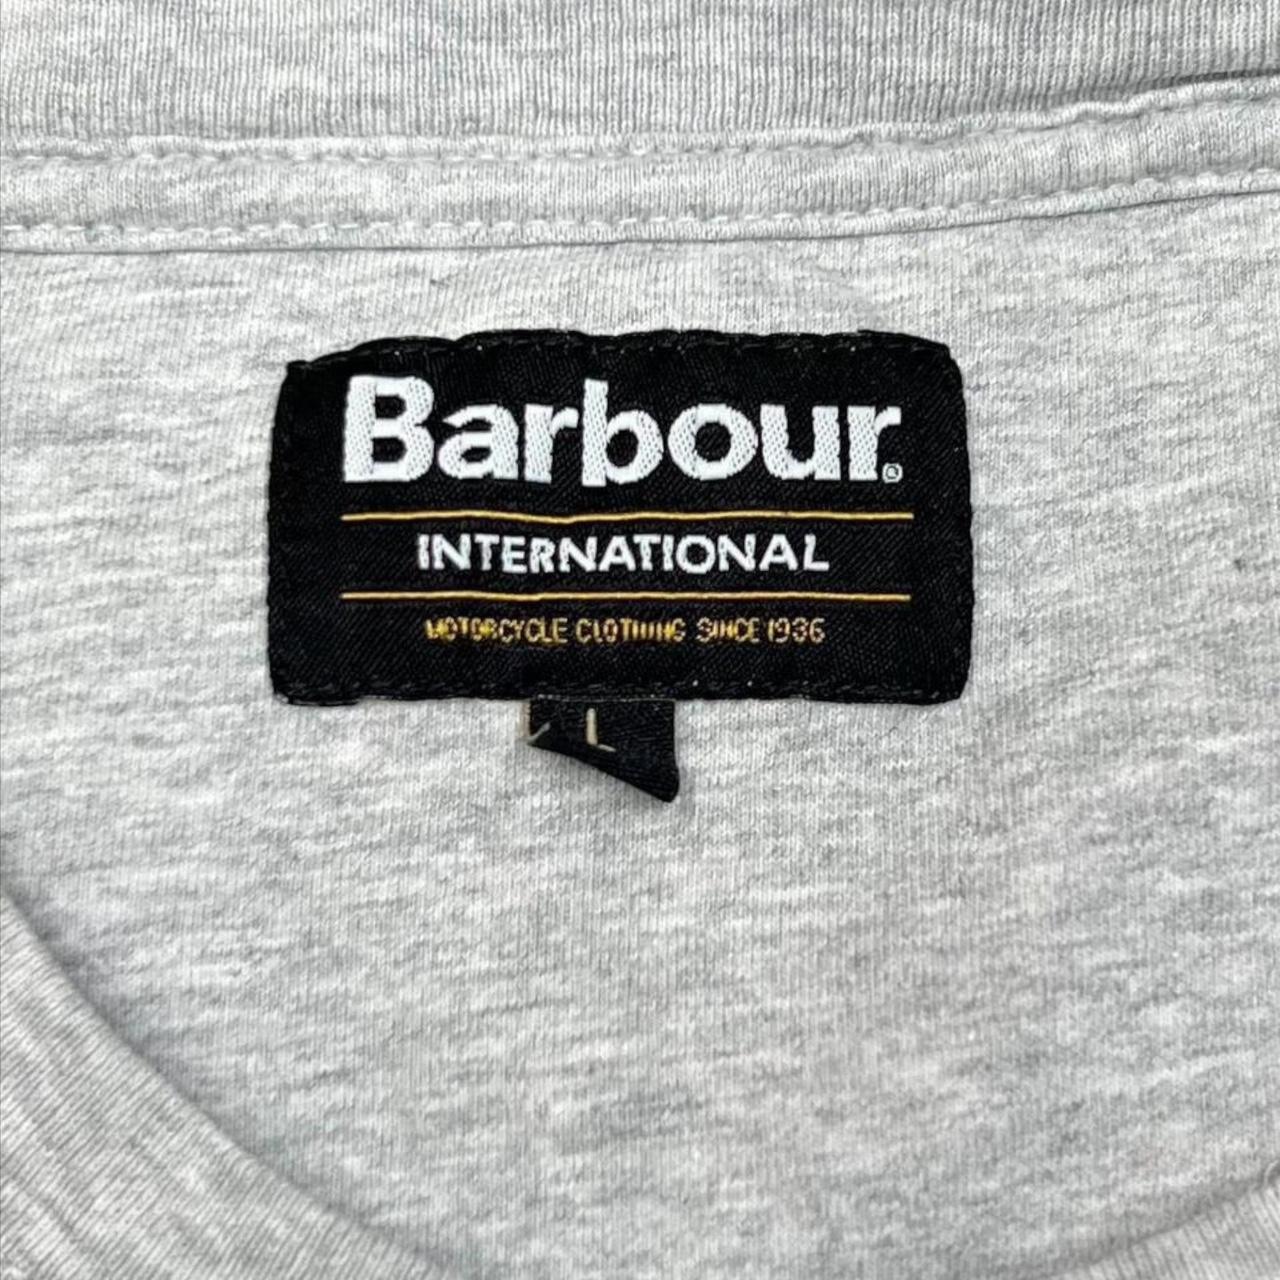 Barbour®
INTERNATIONAL
MOTORCYCLE CLOTHING SINCE 1936
L